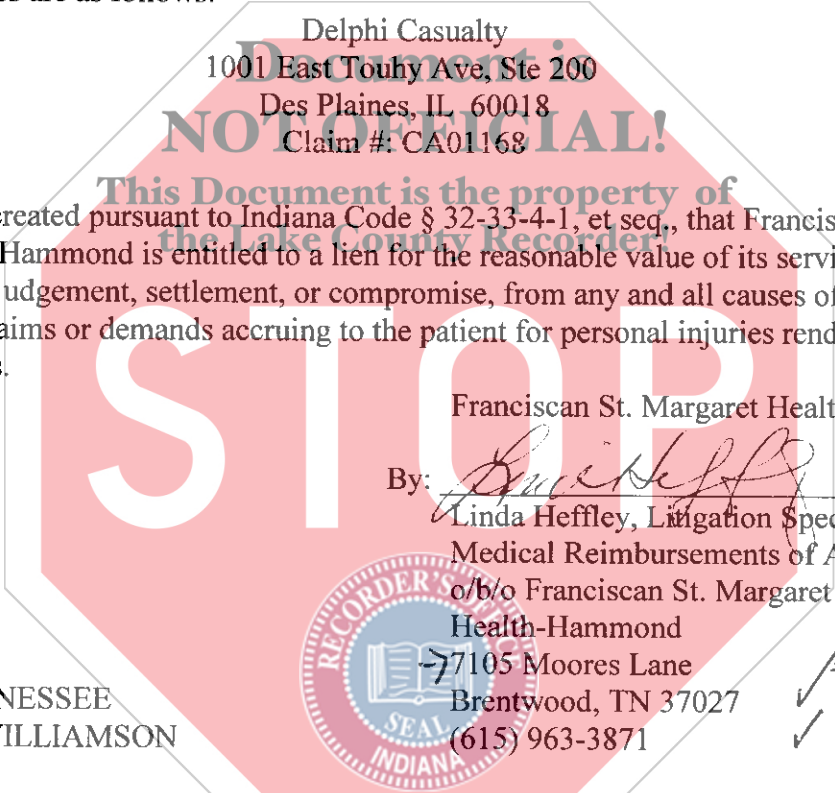 es are as follows:
Delphi Casualty
1001 East Touhy Ave, Ste 200
Des Plaines, IL 60018
Claim #: CA01168
Document is
NOT OFFICIAL!
This Document is the property of
the Lake County Recorder!
created pursuant to Indiana Code § 32-33-4-1, et seq., that Francis
Hammond is entitled to a lien for the reasonable value of its servi
udgement, settlement, or compromise, from any and all causes of
aims or demands accruing to the patient for personal injuries rend
s.
STOP
Franciscan St. Margaret Healt
By:
Linda Heffley, Litigation Spec
Medical Reimbursements of A
o/b/o Franciscan St. Margaret
Health-Hammond
7105 Moores Lane
Brentwood, TN 37027
(615) 963-3871
NESSEE
WILLIAMSON
RECORDER'S OFFIC
SEAL
INDIANA